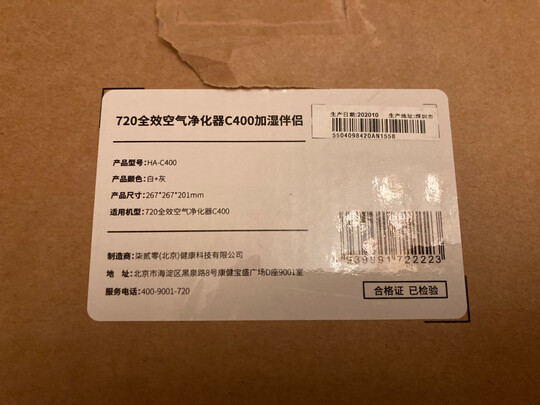 720全效空气净化器C400加湿伴侣
生产日期:202010 生产地址:深圳市
5504098420AN1558
产品型号:HA-C400
产品颜色:白+灰
产品尺寸:267*267*201mm
适用机型:720全效空气净化器C400
制造商:柒贰零(北京)健康科技有限公司
地 址:北京市海淀区黑泉路8号康健宝盛广场D座9001室
服务电话:400-9001-720
合格证 已检验